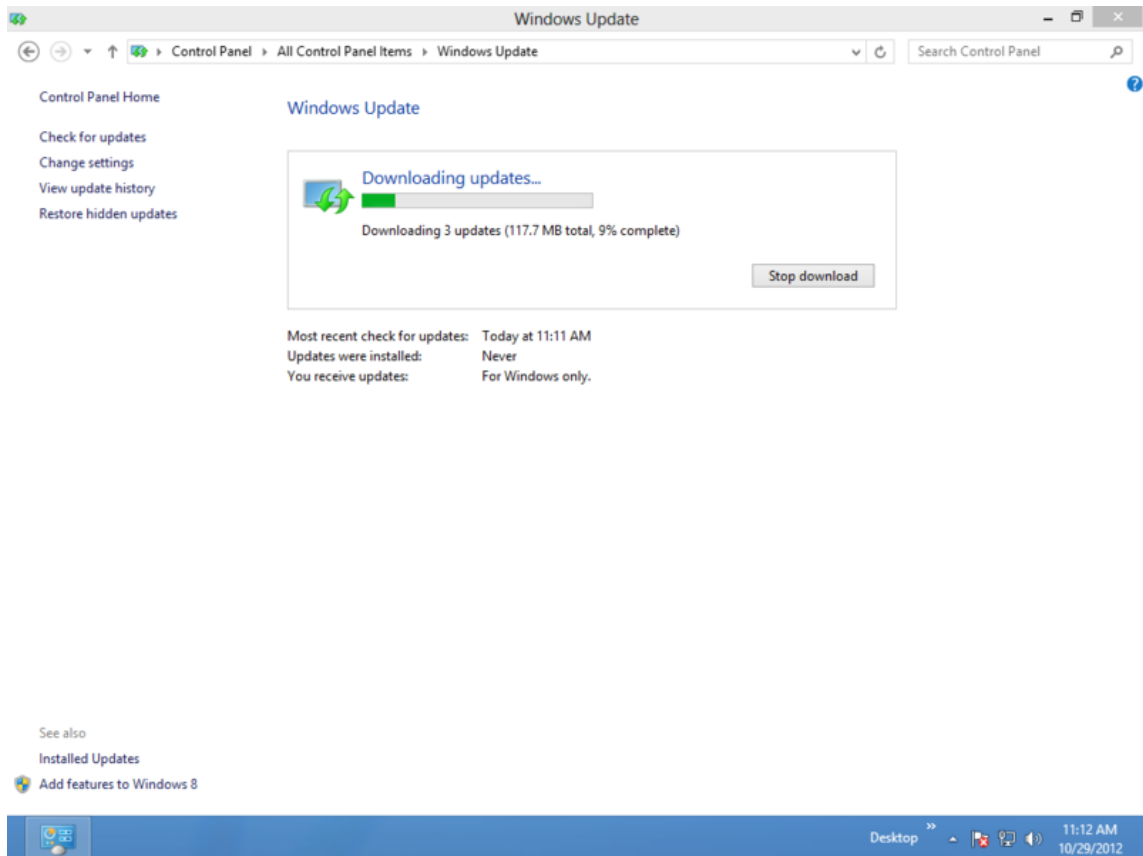 Windows Update
Control Panel All Control Panel Items Windows Update
Search Control Panel
Control Panel Home
Check for updates
Change settings
View update history
Restore hidden updates
Windows Update
Downloading updates...
Downloading 3 updates (117.7 MB total, 9% complete)
Stop download
Most recent check for updates: Today at 11:11 AM
Updates were installed: Never
You receive updates: For Windows only.
See also
Installed Updates
Add features to Windows 8
Desktop
11:12 AM
10/29/2012